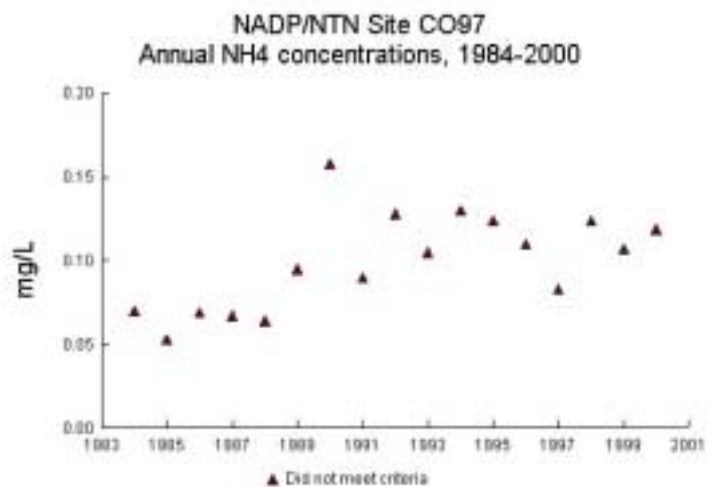 NADP/NTN Site CO97
Annual NH4 concentrations, 1984-2000
0.20
0.15
0.10
0.05
0.00
mg/L
1983 1985 1987 1989 1991 1993 1995 1997 1999 2001
▲ Did not meet criteria